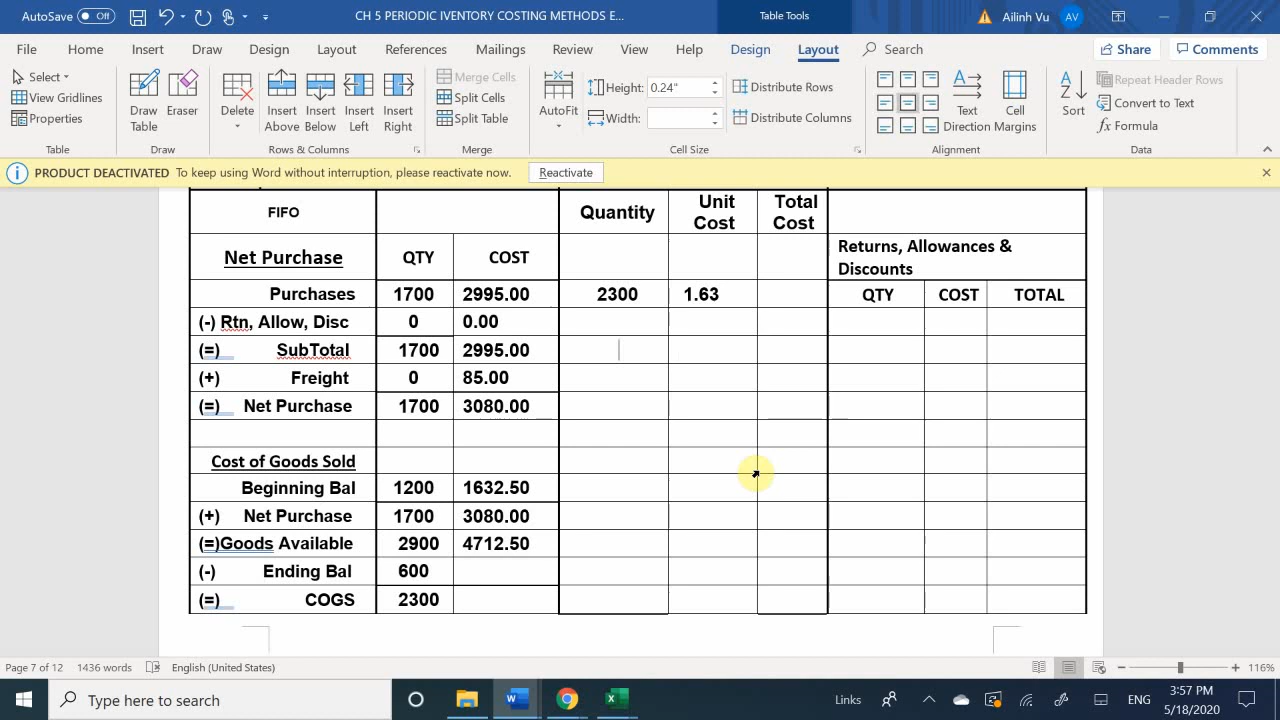 AutoSave Off
CH 5 PERIODIC IVENTORY COSTING METHODS E...
Table Tools
Ailinh Vu AV
File Home Insert Draw Design Layout References Mailings Review View Help Design Layout Search Share Comments
Select
View Gridlines
Properties
Table
Draw Table
Eraser
Draw
Delete
Insert Above
Insert Below
Insert Left
Insert Right
Rows & Columns
Merge Cells
Split Cells
Split Table
Merge
AutoFit
Height: 0.24"
Width:
Distribute Rows
Distribute Columns
Cell Size
Text Direction
Cell Margins
Alignment
Sort
Repeat Header Rows
Convert to Text
Formula
Data
PRODUCT DEACTIVATED To keep using Word without interruption, please reactivate now. Reactivate
FIFO Quantity Unit Cost Total Cost
Net Purchase QTY COST Returns, Allowances & Discounts
Purchases 1700 2995.00 2300 1.63 QTY COST TOTAL
(-) Rtn, Allow, Disc 0 0.00
(=) SubTotal 1700 2995.00
(+) Freight 0 85.00
(=) Net Purchase 1700 3080.00
Cost of Goods Sold
Beginning Bal 1200 1632.50
(+) Net Purchase 1700 3080.00
(=)Goods Available 2900 4712.50
(-) Ending Bal 600
(=) COGS 2300
Page 7 of 12 1436 words English (United States) 116%
Type here to search
Links
ENG
3:57 PM
5/18/2020